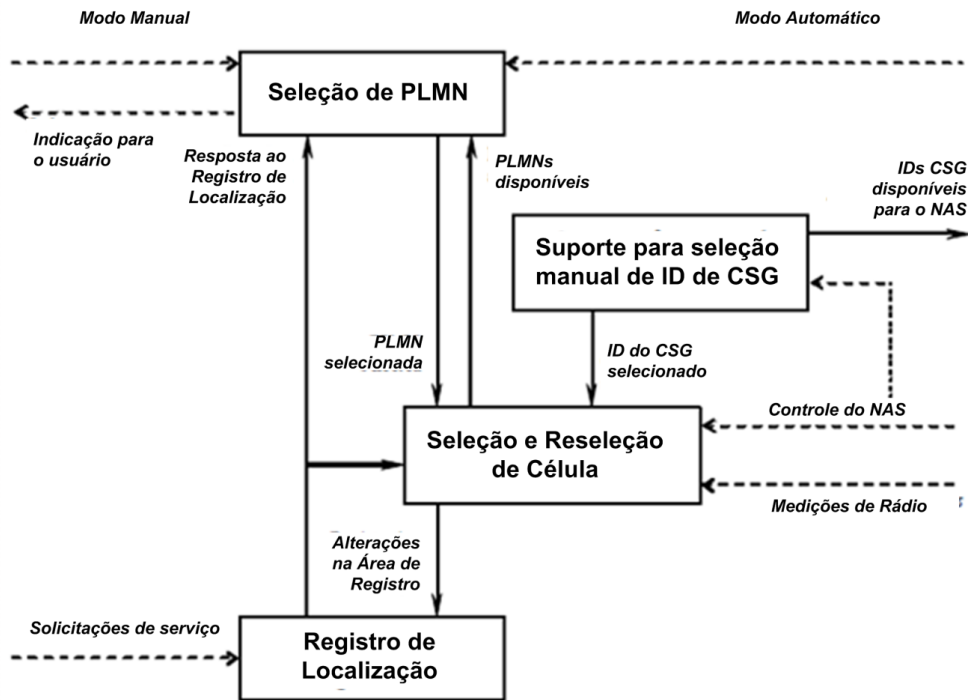 Modo Manual
Modo Automático
Seleção de PLMN
Indicação para
o usuário
Resposta ao
Registro de
Localização
PLMNs
disponíveis
IDs CSG
disponíveis
para o NAS
Suporte para seleção
manual de ID de CSG
PLMN
selecionada
ID do CSG
selecionado
Controle do NAS
Seleção e Reseleção
de Célula
Medições de Rádio
Alterações
na Área de
Registro
Solicitações de serviço
Registro de
Localização